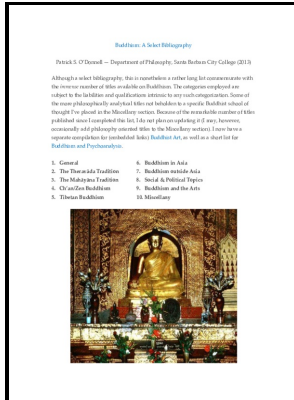 Buddhism: A Select Bibliography
Patrick S. O'Donnell — Department of Philosophy, Santa Barbara City College (2013)
Although a select bibliography, this is nonetheless a rather long list commensurate with
the immense number of titles available on Buddhism. The categories employed are
subject to the liabilities and qualifications intrinsic to any such categorization. Some of
the more philosophically analytical titles not beholden to a specific Buddhist school of
thought I've placed in the Miscellany section. Because of the remarkable number of titles
published since I completed this list, I do not plan on updating it (I may, however,
occasionally add philosophy oriented titles to the Miscellany section). I now have a
separate compilation for (embedded links) Buddhist Art, as well as a short list for
Buddhism and Psychoanalysis.
1. General
2. The Theravāda Tradition
3. The Mahāyāna Tradition
4. Ch'an/Zen Buddhism
5. Tibetan Buddhism
6. Buddhism in Asia
7. Buddhism outside Asia
8. Social & Political Topics
9. Buddhism and the Arts
10. Miscellany